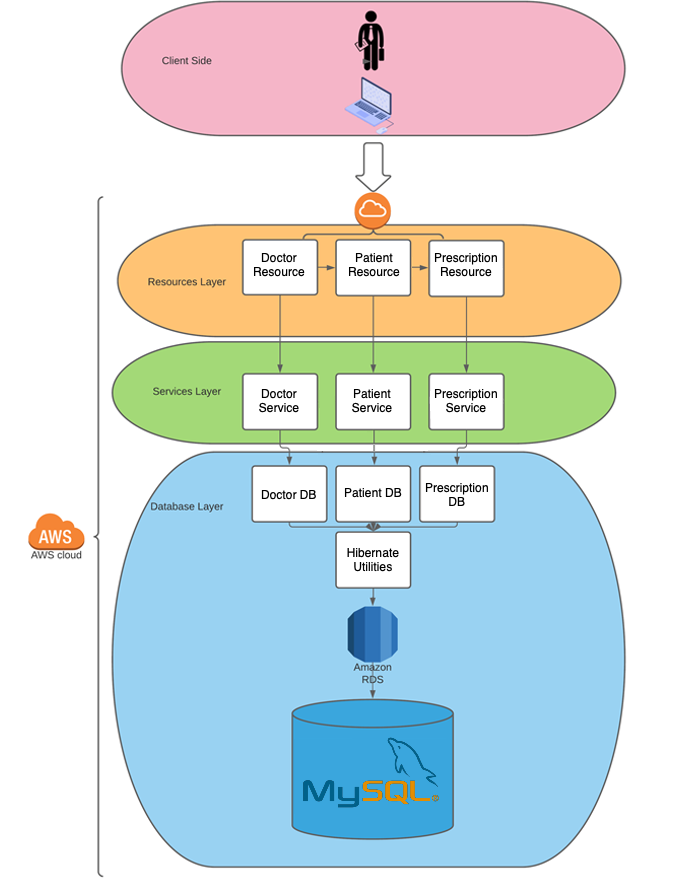 Client Side
Doctor
Resource
Patient
Resource
Prescription
Resource
Resources Layer
Services Layer
Doctor
Service
Patient
Service
Prescription
Service
Database Layer
Doctor DB
Patient DB
Prescription
DB
AWS
AWS cloud
Hibernate
Utilities
Amazon
RDS
MySQL